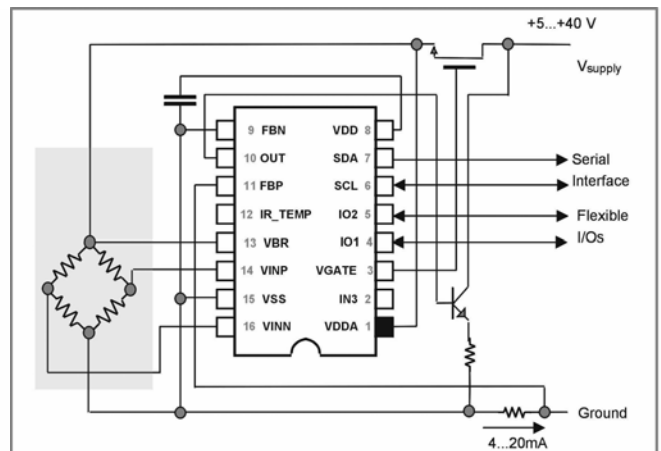 +5...+40 V
Vsupply
9 FBN VDD 8
10 OUT SDA 7 Serial
11 FBP SCL 6 Interface
12 IR_TEMP IO2 5 Flexible
13 VBR IO1 4 I/Os
14 VINP VGATE 3
15 VSS IN3 2
16 VINN VDDA 1
Ground
4...20mA